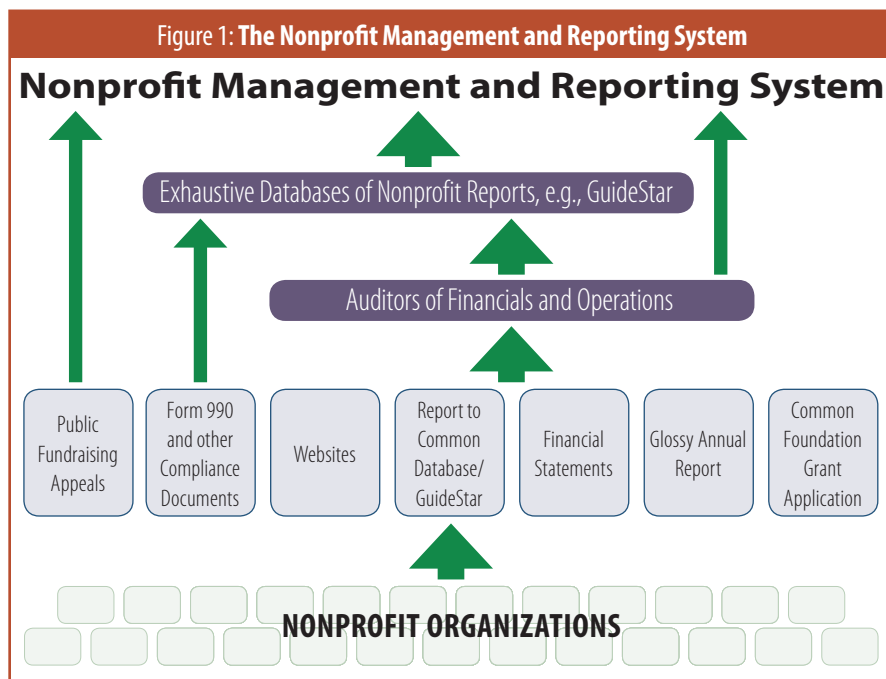 Figure 1: The Nonprofit Management and Reporting System
Nonprofit Management and Reporting System
Exhaustive Databases of Nonprofit Reports, e.g., GuideStar
Auditors of Financials and Operations
Public
Fundraising
Appeals
Form 990
and other
Compliance
Documents
Websites
Report to
Common
Database/
GuideStar
Financial
Statements
Glossy Annual
Report
Common
Foundation
Grant
Application
NONPROFIT ORGANIZATIONS